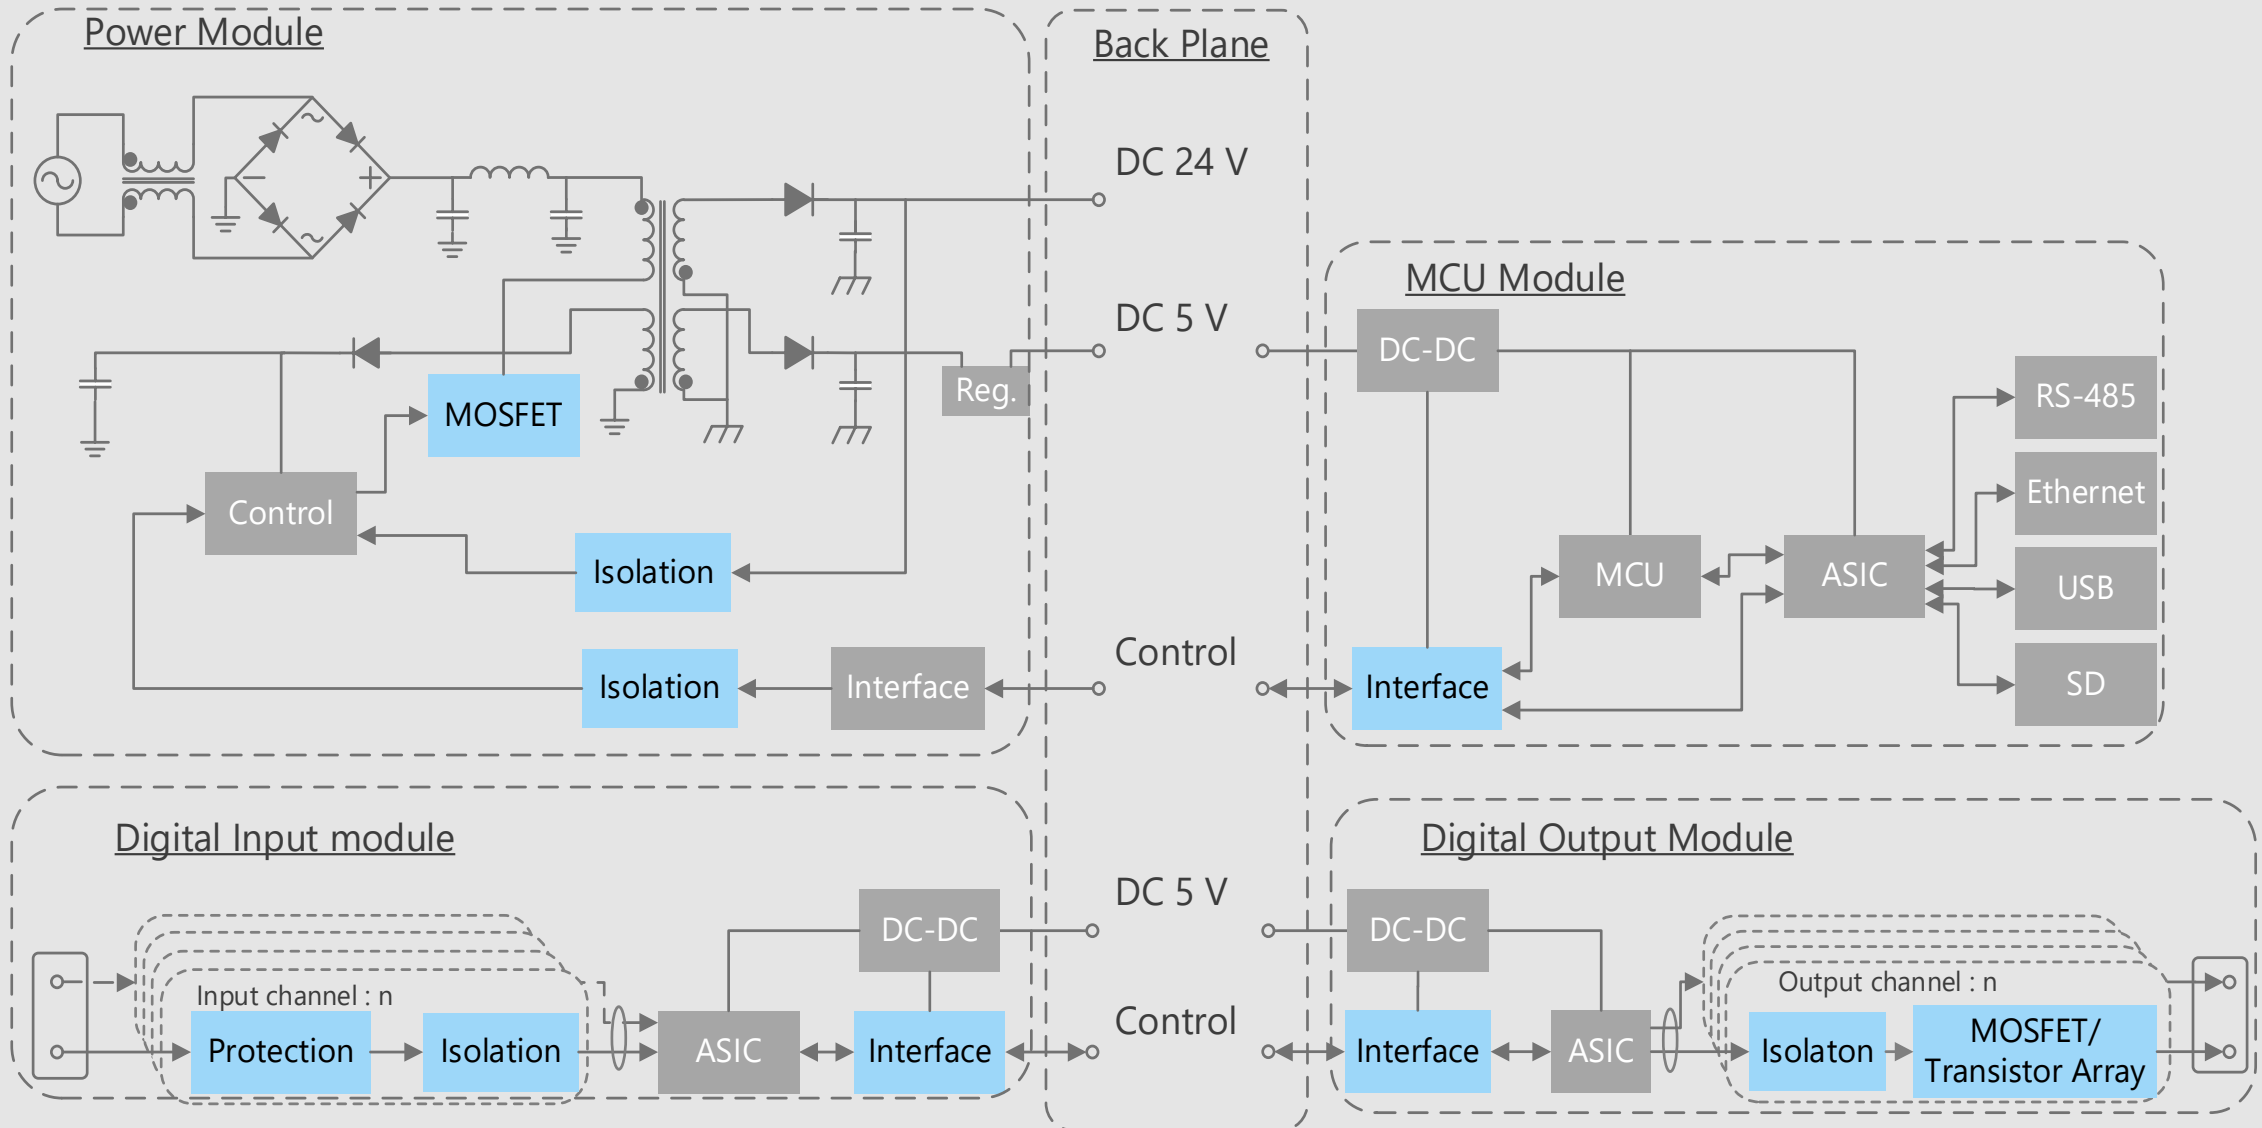 Power Module
Back Plane
DC 24 V
MCU Module
DC 5 V
DC-DC
Reg.
RS-485
MOSFET
Ethernet
Control
Isolation
MCU
ASIC
USB
Control
Isolation
Interface
Interface
SD
Digital Input module
Digital Output Module
DC 5 V
DC-DC
DC-DC
Input channel : n
Output channel : n
Control
Protection
Isolation
ASIC
Interface
Interface
ASIC
Isolaton
MOSFET/
Transistor Array